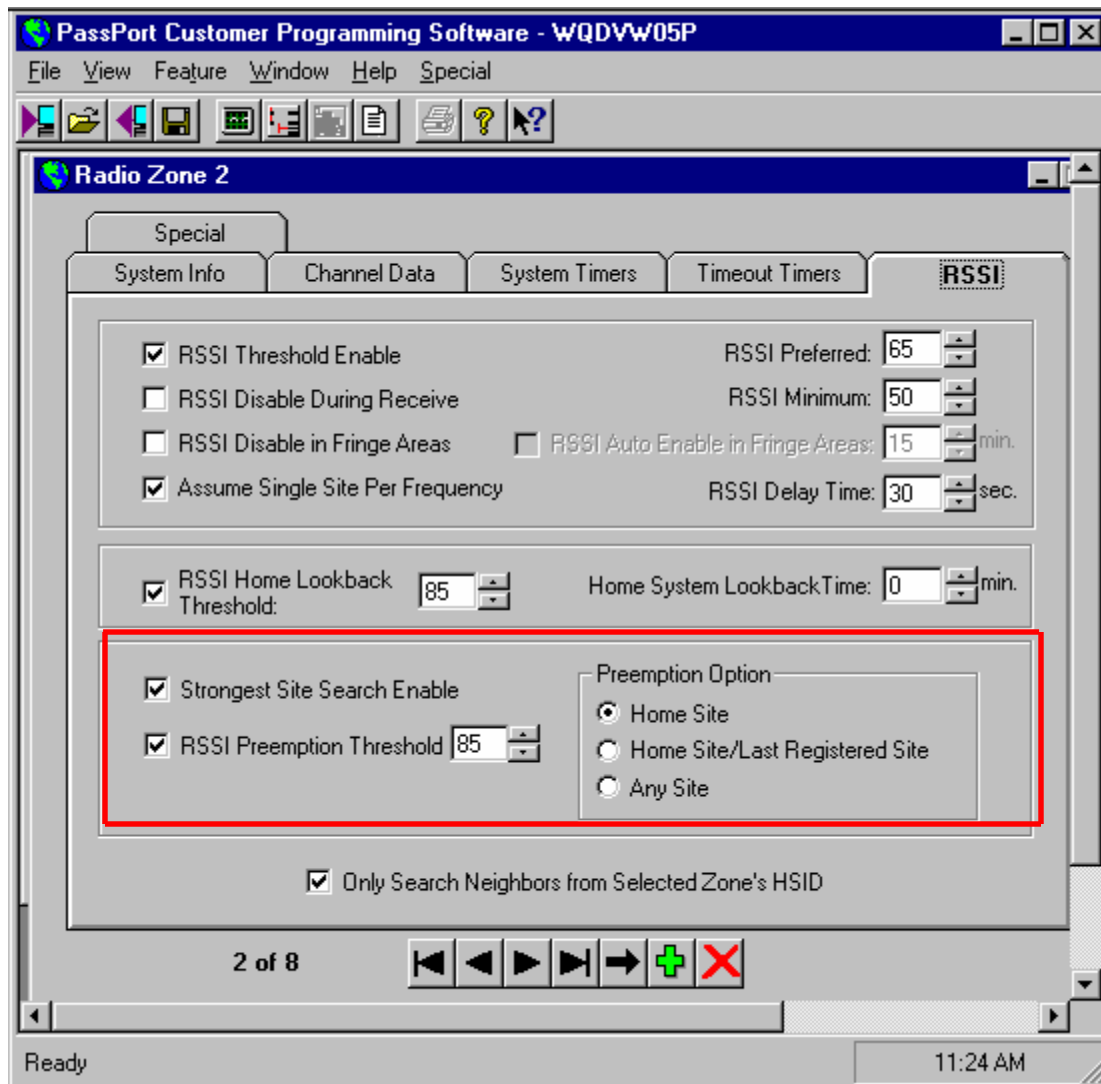 PassPort Customer Programming Software - WQDVW05P
File View Feature Window Help Special
Radio Zone 2
Special
System Info Channel Data System Timers Timeout Timers RSSI
RSSI Threshold Enable RSSI Preferred: 65
RSSI Disable During Receive RSSI Minimum: 50
RSSI Disable in Fringe Areas RSSI Auto Enable in Fringe Areas: 15 min.
Assume Single Site Per Frequency RSSI Delay Time: 30 sec.
RSSI Home Lookback
Threshold: 85 Home System LookbackTime: 0 min.
Strongest Site Search Enable
RSSI Preemption Threshold 85
Preemption Option
Home Site
Home Site/Last Registered Site
Any Site
Only Search Neighbors from Selected Zone's HSID
2 of 8
Ready 11:24 AM